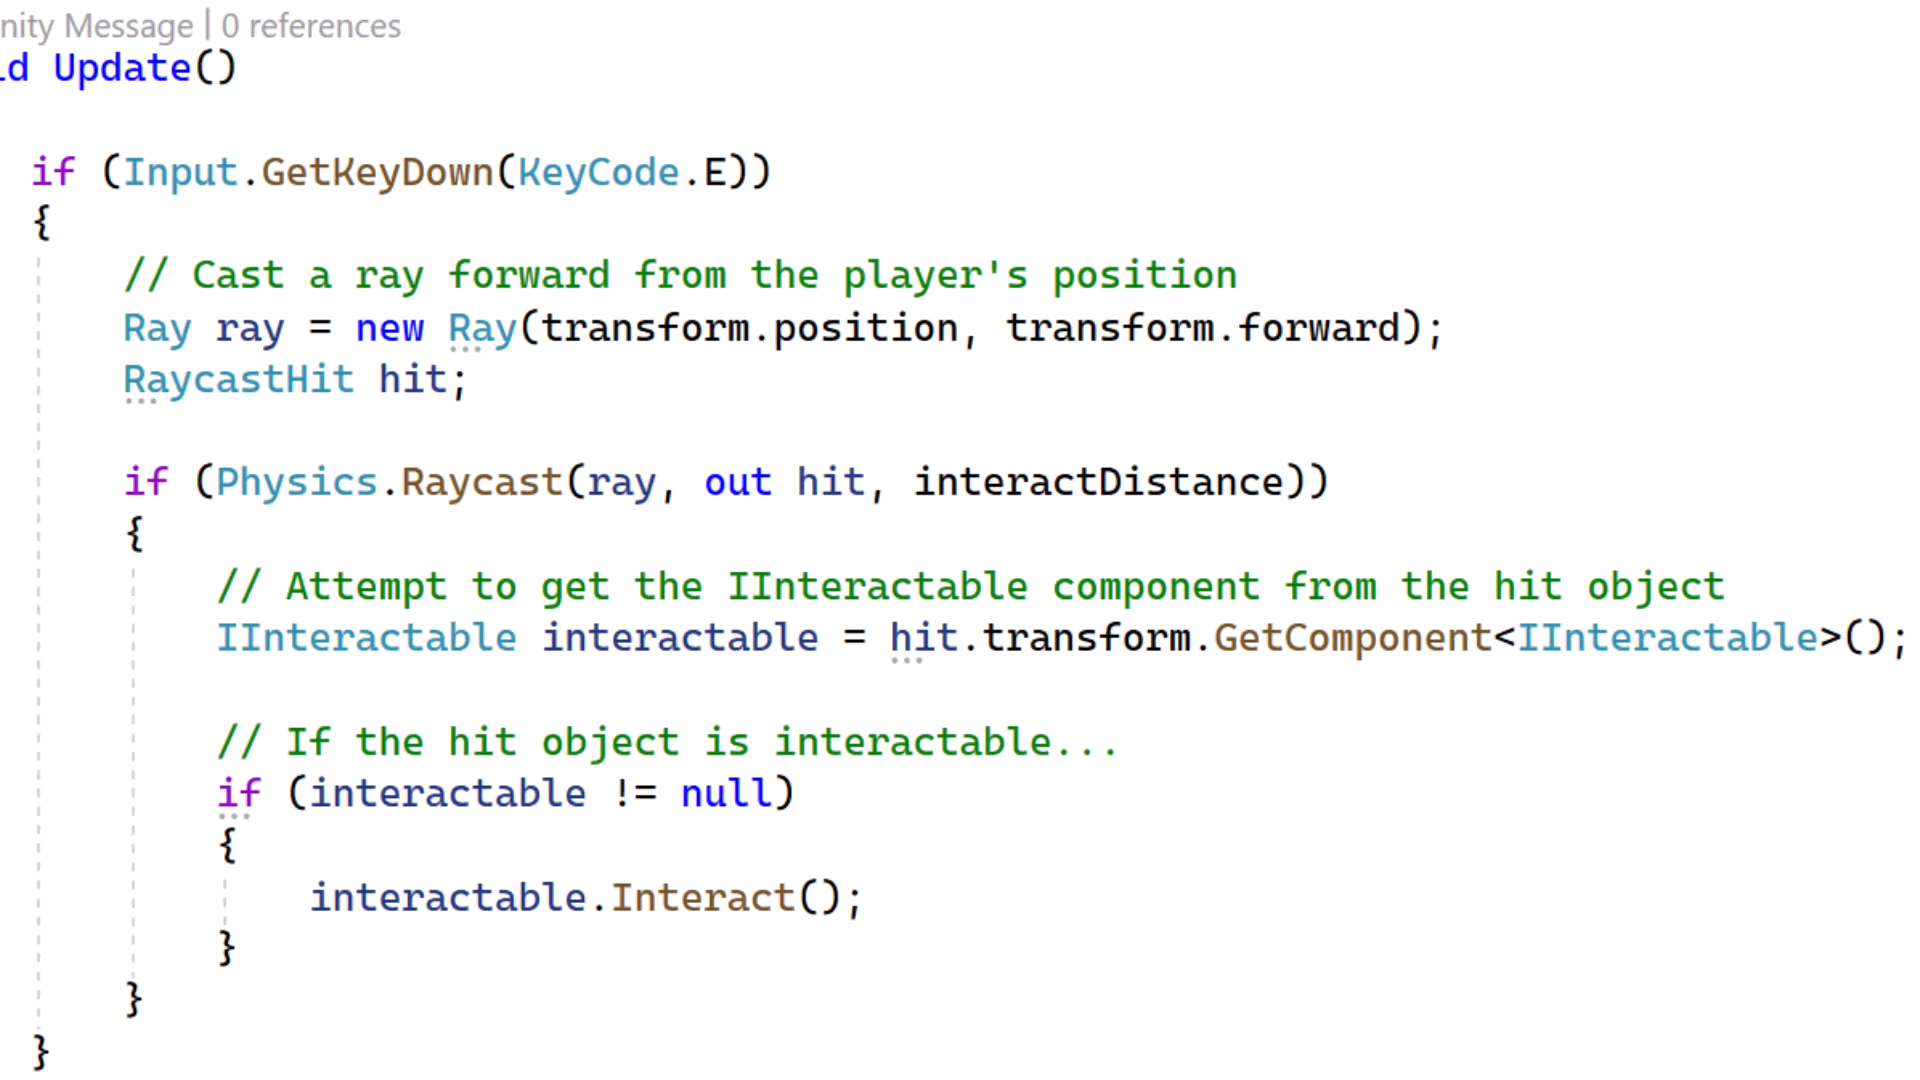 nity Message | 0 references
id Update()
if (Input.GetKeyDown(KeyCode.E))
{
// Cast a ray forward from the player's position
Ray ray = new Ray(transform.position, transform.forward);
RaycastHit hit;
if (Physics.Raycast(ray, out hit, interactDistance))
{
// Attempt to get the IInteractable component from the hit object
IInteractable interactable = hit.transform.GetComponent<IInteractable>();
// If the hit object is interactable...
if (interactable != null)
{
interactable.Interact();
}
}
}